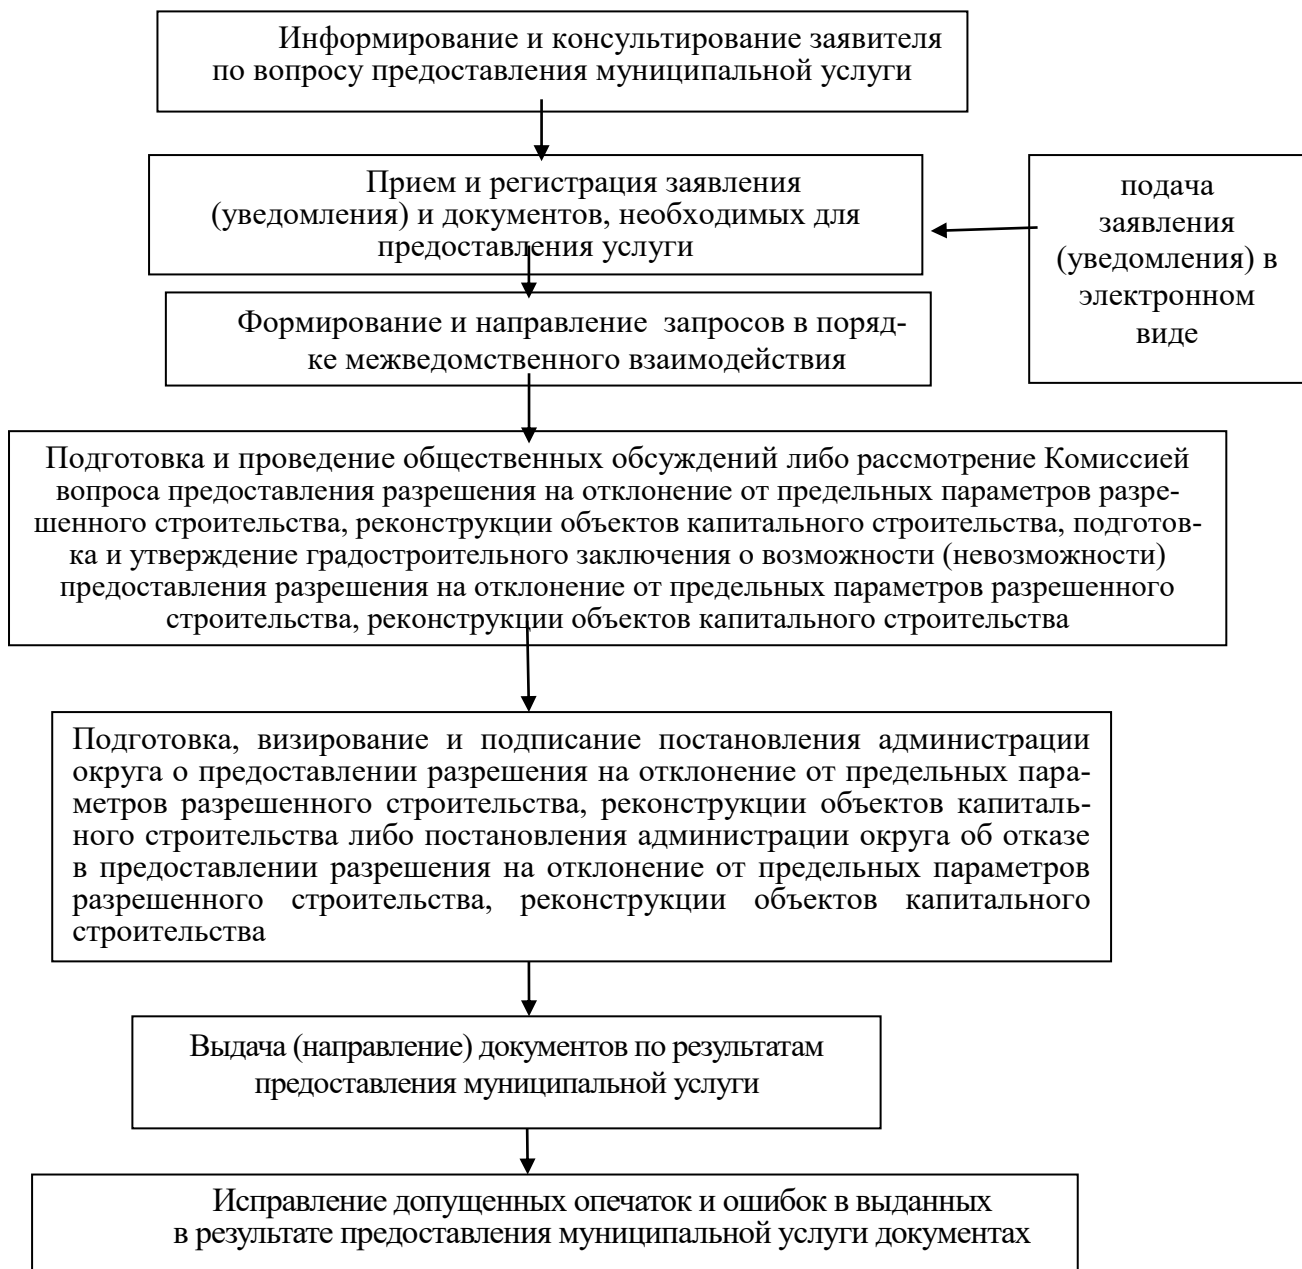 Информирование и консультирование заявителя
по вопросу предоставления муниципальной услуги
Прием и регистрация заявления
(уведомления) и документов, необходимых для
предоставления услуги
подача
заявления
(уведомления) в
электронном
виде
Формирование и направление запросов в поряд-
ке межведомственного взаимодействия
Подготовка и проведение общественных обсуждений либо рассмотрение Комиссией
вопроса предоставления разрешения на отклонение от предельных параметров разре-
шенного строительства, реконструкции объектов капитального строительства, подготов-
ка и утверждение градостроительного заключения о возможности (невозможности)
предоставления разрешения на отклонение от предельных параметров разрешенного
строительства, реконструкции объектов капитального строительства
Подготовка, визирование и подписание постановления администрации
округа о предоставлении разрешения на отклонение от предельных пара-
метров разрешенного строительства, реконструкции объектов капиталь-
ного строительства либо постановления администрации округа об отказе
в предоставлении разрешения на отклонение от предельных параметров
разрешенного строительства, реконструкции объектов капитального
строительства
Выдача (направление) документов по результатам
предоставления муниципальной услуги
Исправление допущенных опечаток и ошибок в выданных
в результате предоставления муниципальной услуги документах